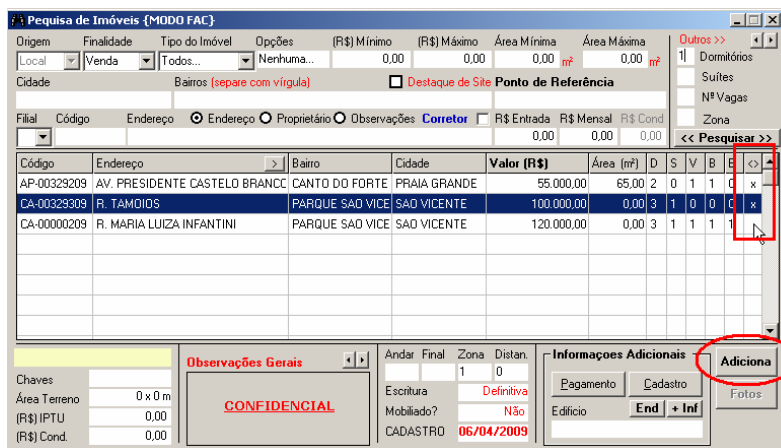 Pequisa de Imóveis {MODO FAC}
Origem Finalidade Tipo do Imóvel Opções (R$) Mínimo (R$) Máximo Área Mínima Área Máxima Outros >>
Local Venda Todos... Nenhuma... 0,00 0,00 0,00 m² 0,00 m² 1 Dormitórios
Suítes
Cidade Bairros (separe com vírgula) Destaque de Site Ponto de Referência
Nº Vagas
Filial Código Endereço Endereço Proprietário Observações Corretor R$ Entrada R$ Mensal R$ Cond Zona
0,00 0,00 0,00 << Pesquisar >>
Código Endereço > Bairro Cidade Valor (R$) Área (m²) D S V B E <>
AP-00329209 AV. PRESIDENTE CASTELO BRANCO CANTO DO FORTE PRAIA GRANDE 55.000,00 65,00 2 0 1 1 0 x
CA-00329309 R. TAMOIOS PARQUE SAO VICE SAO VICENTE 100.000,00 0,00 3 1 0 0 0 x
CA-00000209 R. MARIA LUIZA INFANTINI PARQUE SAO VICE SAO VICENTE 120.000,00 0,00 3 1 1 1 1
Observações Gerais
CONFIDENCIAL
Chaves
Área Terreno 0 x 0 m
(R$) IPTU 0,00
(R$) Cond. 0,00
Andar Final Zona Distan.
1 0
Escritura Definitiva
Mobiliado? Não
CADASTRO 06/04/2009
Informaçoes Adicionais
Pagamento Cadastro
Edificio End + Inf
Adiciona
Fotos